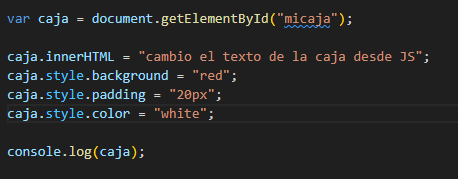 var caja = document.getElementById("micaja");
caja.innerHTML = "cambio el texto de la caja desde JS";
caja.style.background = "red";
caja.style.padding = "20px";
caja.style.color = "white";
console.log(caja);